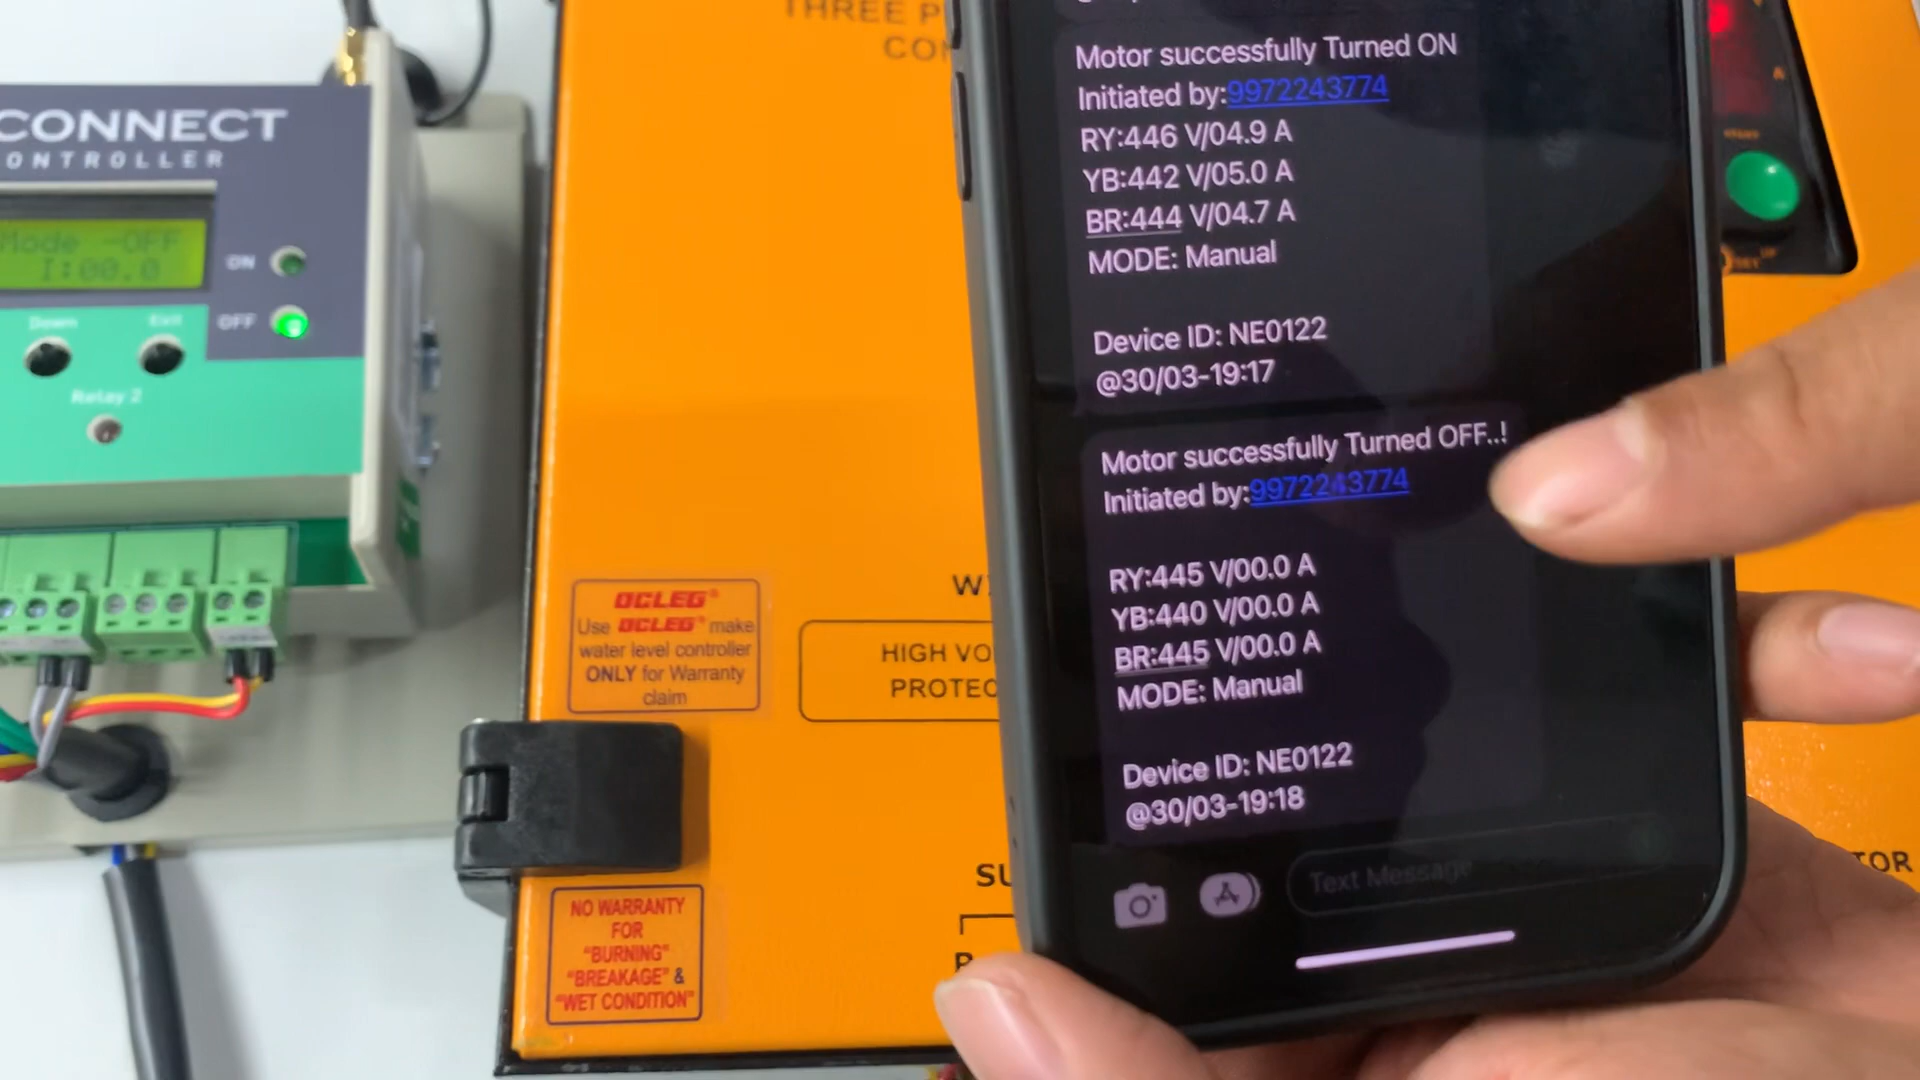 CONNECT
ONTROLLER
Mode -OFF
I:00.0
ON
OFF
Down
Exit
Relay 2
THREE P
CON
OCLEG®
Use OCLEG® make
water level controller
ONLY for Warranty
claim
HIGH VO
PROTEC
NO WARRANTY
FOR
"BURNING"
"BREAKAGE" &
"WET CONDITION"
SU
R
TOR
Motor successfully Turned ON
Initiated by:9972243774
RY:446 V/04.9 A
YB:442 V/05.0 A
BR:444 V/04.7 A
MODE: Manual
Device ID: NE0122
@30/03-19:17
Motor successfully Turned OFF..!
Initiated by:9972243774
RY:445 V/00.0 A
YB:440 V/00.0 A
BR:445 V/00.0 A
MODE: Manual
Device ID: NE0122
@30/03-19:18
Text Message
START